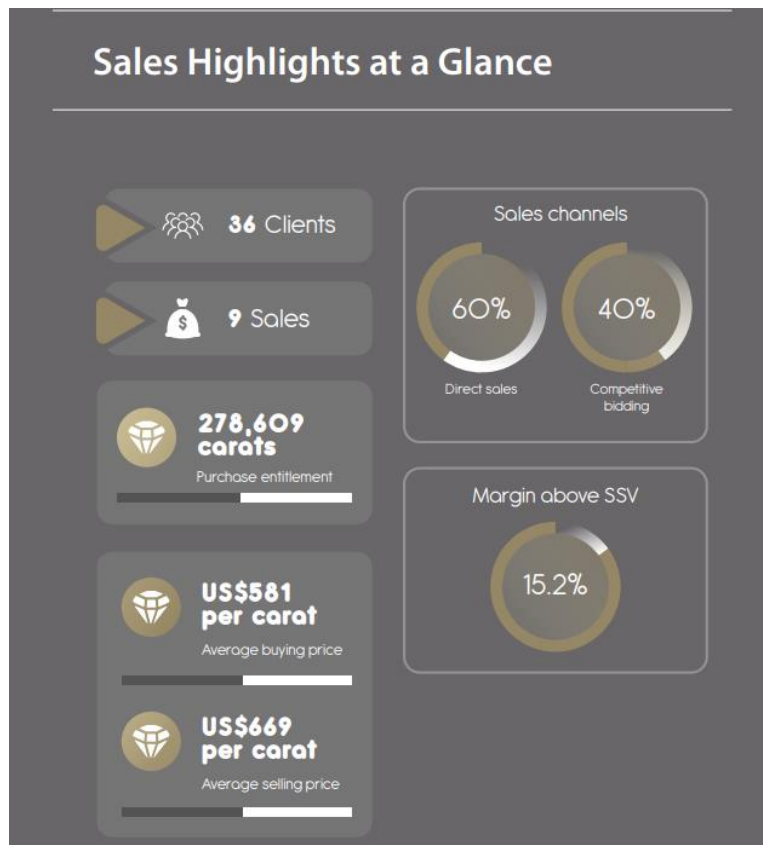 Sales Highlights at a Glance
36 Clients
9 Sales
278,609
carats
Purchase entitlement
US$581
per carat
Average buying price
US$669
per carat
Average selling price
Sales channels
60%
Direct sales
40%
Competitive
bidding
Margin above SSV
15.2%